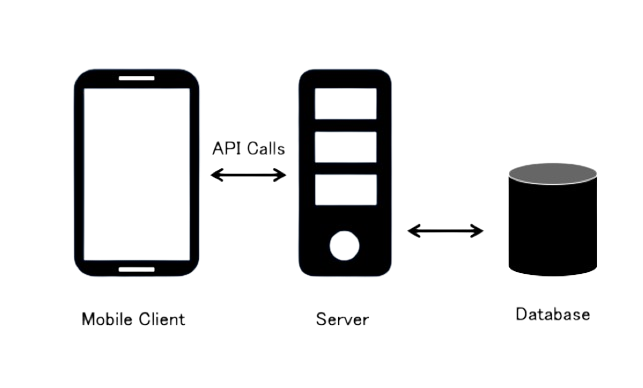 API Calls
Mobile Client
Server
Database